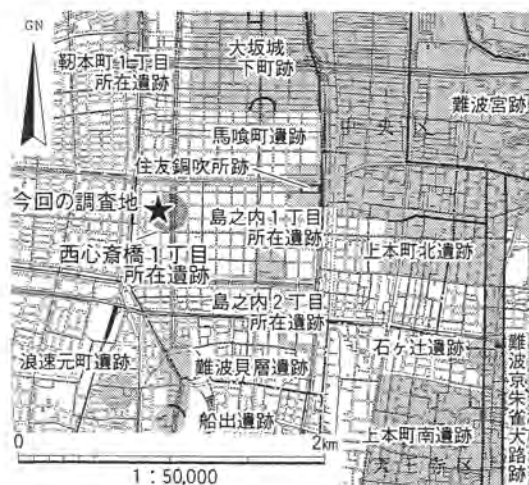 GN
靭本町1丁目
所在遺跡
大坂城
下町跡
難波宮跡
中央区
馬喰町遺跡
住友銅吹所跡
今回の調査地
島之内1丁目
所在遺跡
上本町北遺跡
西心斎橋1丁目
所在遺跡
島之内2丁目
所在遺跡
石ヶ辻遺跡
浪速元町遺跡
難波貝層遺跡
船出遺跡
上本町南遺跡
難波京朱雀大路跡
天王寺区
0
2km
1:50,000